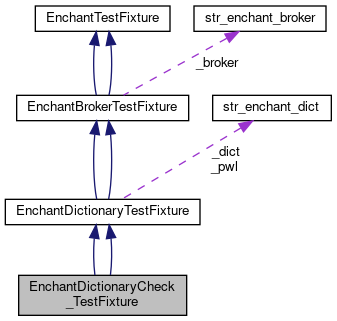 EnchantTestFixture
str_enchant_broker
_broker
EnchantBrokerTestFixture
str_enchant_dict
_dict
_pwl
EnchantDictionaryTestFixture
EnchantDictionaryCheck
_TestFixture